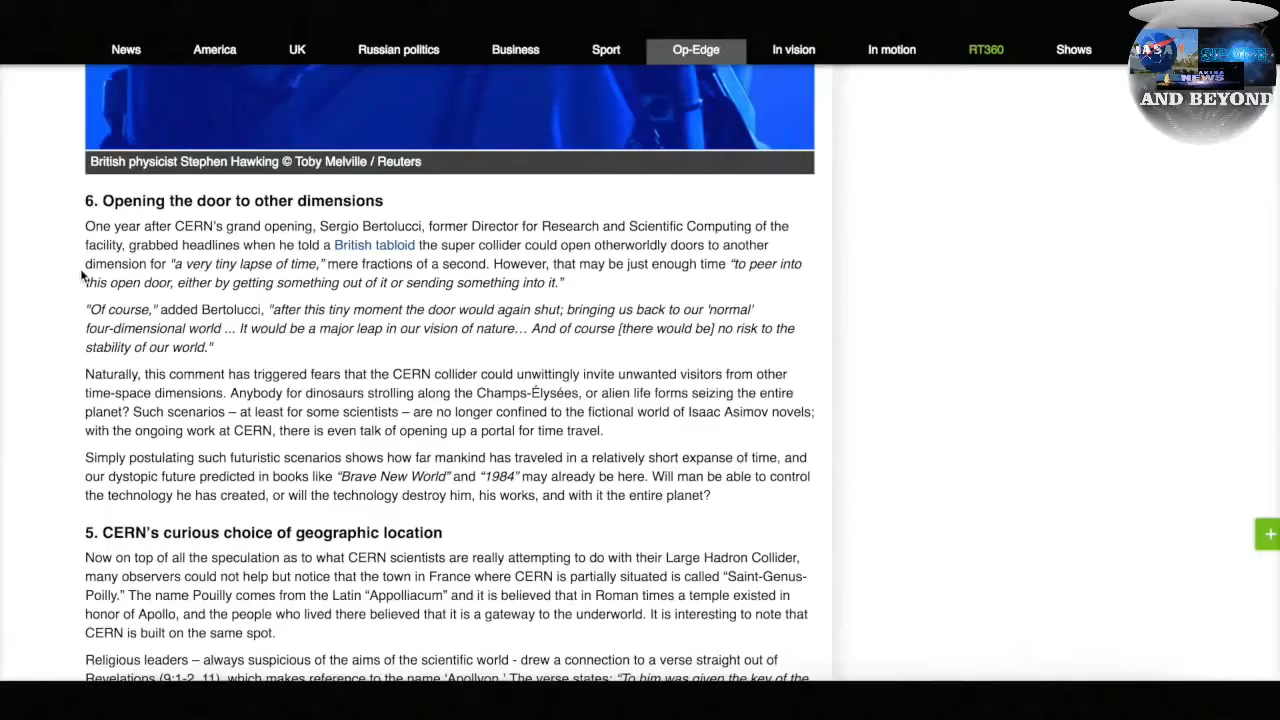 News America UK Russian politics Business Sport Op-Edge In vision In motion RT360 Shows
NASA SPACE
NEWS
AND BEYOND
British physicist Stephen Hawking © Toby Melville / Reuters
6. Opening the door to other dimensions
One year after CERN’s grand opening, Sergio Bertolucci, former Director for Research and Scientific Computing of the
facility, grabbed headlines when he told a British tabloid the super collider could open otherworldly doors to another
dimension for “a very tiny lapse of time,” mere fractions of a second. However, that may be just enough time “to peer into
this open door, either by getting something out of it or sending something into it.”
"Of course," added Bertolucci, "after this tiny moment the door would again shut; bringing us back to our 'normal'
four-dimensional world ... It would be a major leap in our vision of nature… And of course [there would be] no risk to the
stability of our world."
Naturally, this comment has triggered fears that the CERN collider could unwittingly invite unwanted visitors from other
time-space dimensions. Anybody for dinosaurs strolling along the Champs-Élysées, or alien life forms seizing the entire
planet? Such scenarios – at least for some scientists – are no longer confined to the fictional world of Isaac Asimov novels;
with the ongoing work at CERN, there is even talk of opening up a portal for time travel.
Simply postulating such futuristic scenarios shows how far mankind has traveled in a relatively short expanse of time, and
our dystopic future predicted in books like “Brave New World” and “1984” may already be here. Will man be able to control
the technology he has created, or will the technology destroy him, his works, and with it the entire planet?
5. CERN’s curious choice of geographic location
Now on top of all the speculation as to what CERN scientists are really attempting to do with their Large Hadron Collider,
many observers could not help but notice that the town in France where CERN is partially situated is called “Saint-Genus-
Poilly.” The name Pouilly comes from the Latin “Appolliacum” and it is believed that in Roman times a temple existed in
honor of Apollo, and the people who lived there believed that it is a gateway to the underworld. It is interesting to note that
CERN is built on the same spot.
Religious leaders – always suspicious of the aims of the scientific world - drew a connection to a verse straight out of
Revelations (9:1-2, 11), which makes reference to the name ‘Apollyon.’ The verse states: “To him was given the key of the